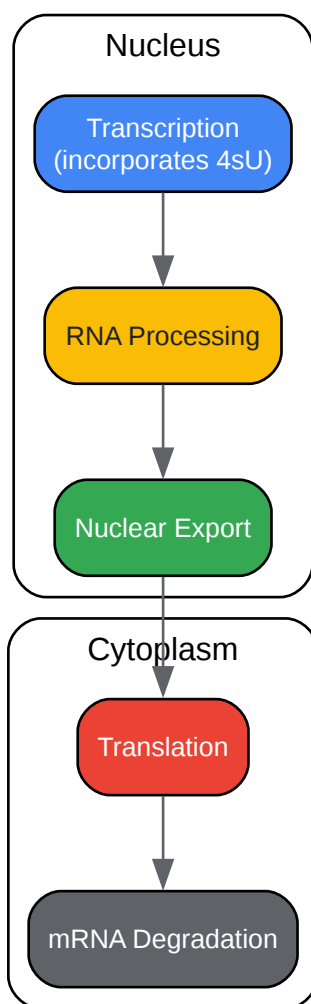 Nucleus
Transcription
(incorporates 4sU)
RNA Processing
Nuclear Export
Cytoplasm
Translation
mRNA Degradation